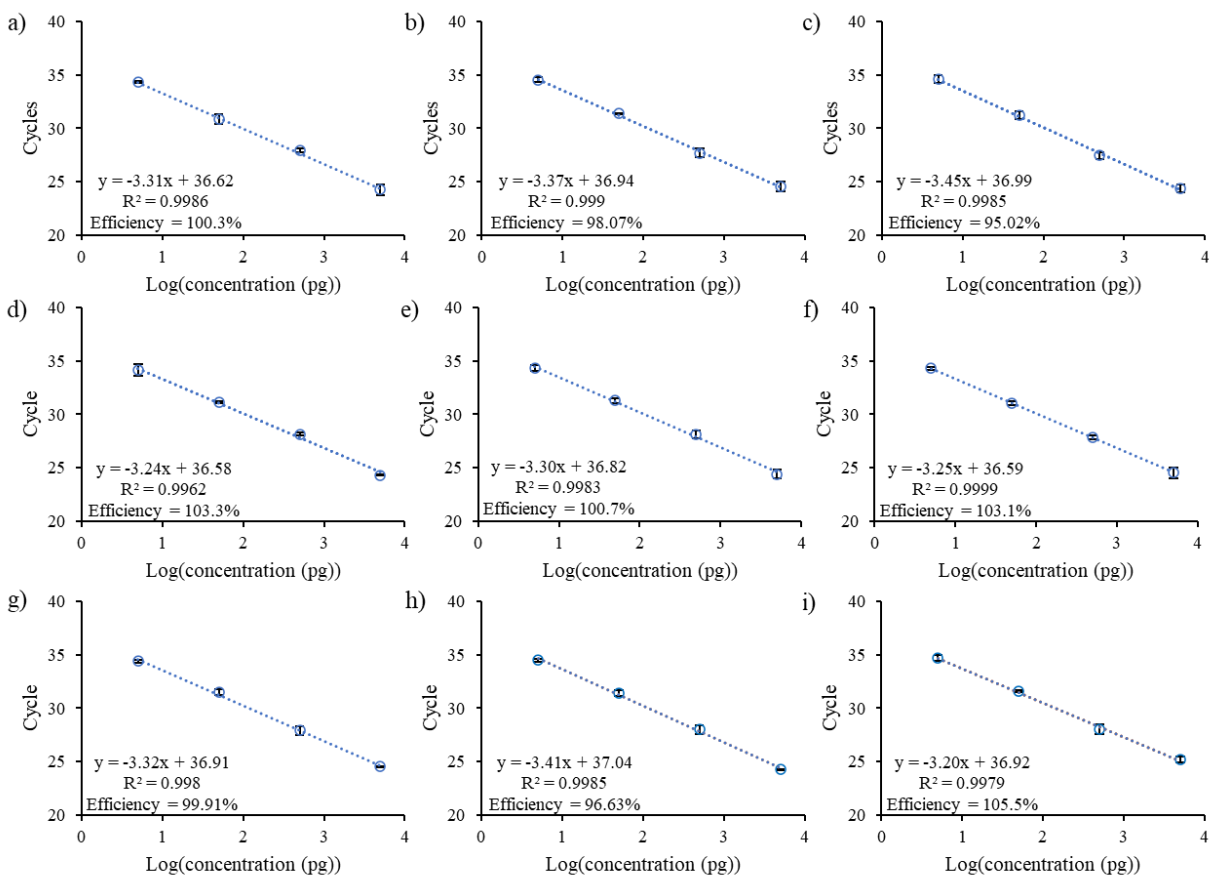 a)
40
35
30
25
20
Cycles
y = -3.31x + 36.62
R² = 0.9986
Efficiency = 100.3%
0 1 2 3 4
Log(concentration (pg))
b)
40
35
30
25
20
Cycles
y = -3.37x + 36.94
R² = 0.999
Efficiency = 98.07%
0 1 2 3 4
Log(concentration (pg))
c)
40
35
30
25
20
Cycles
y = -3.45x + 36.99
R² = 0.9985
Efficiency = 95.02%
0 1 2 3 4
Log(concentration (pg))
d)
40
35
30
25
20
Cycle
y = -3.24x + 36.58
R² = 0.9962
Efficiency = 103.3%
0 1 2 3 4
Log(concentration (pg))
e)
40
35
30
25
20
Cycle
y = -3.30x + 36.82
R² = 0.9983
Efficiency = 100.7%
0 1 2 3 4
Log(concentration (pg))
f)
40
35
30
25
20
Cycle
y = -3.25x + 36.59
R² = 0.9999
Efficiency = 103.1%
0 1 2 3 4
Log(concentration (pg))
g)
40
35
30
25
20
Cycle
y = -3.32x + 36.91
R² = 0.998
Efficiency = 99.91%
0 1 2 3 4
Log(concentration (pg))
h)
40
35
30
25
20
Cycle
y = -3.41x + 37.04
R² = 0.9985
Efficiency = 96.63%
0 1 2 3 4
Log(concentration (pg))
i)
40
35
30
25
20
Cycle
y = -3.20x + 36.92
R² = 0.9979
Efficiency = 105.5%
0 1 2 3 4
Log(concentration (pg))